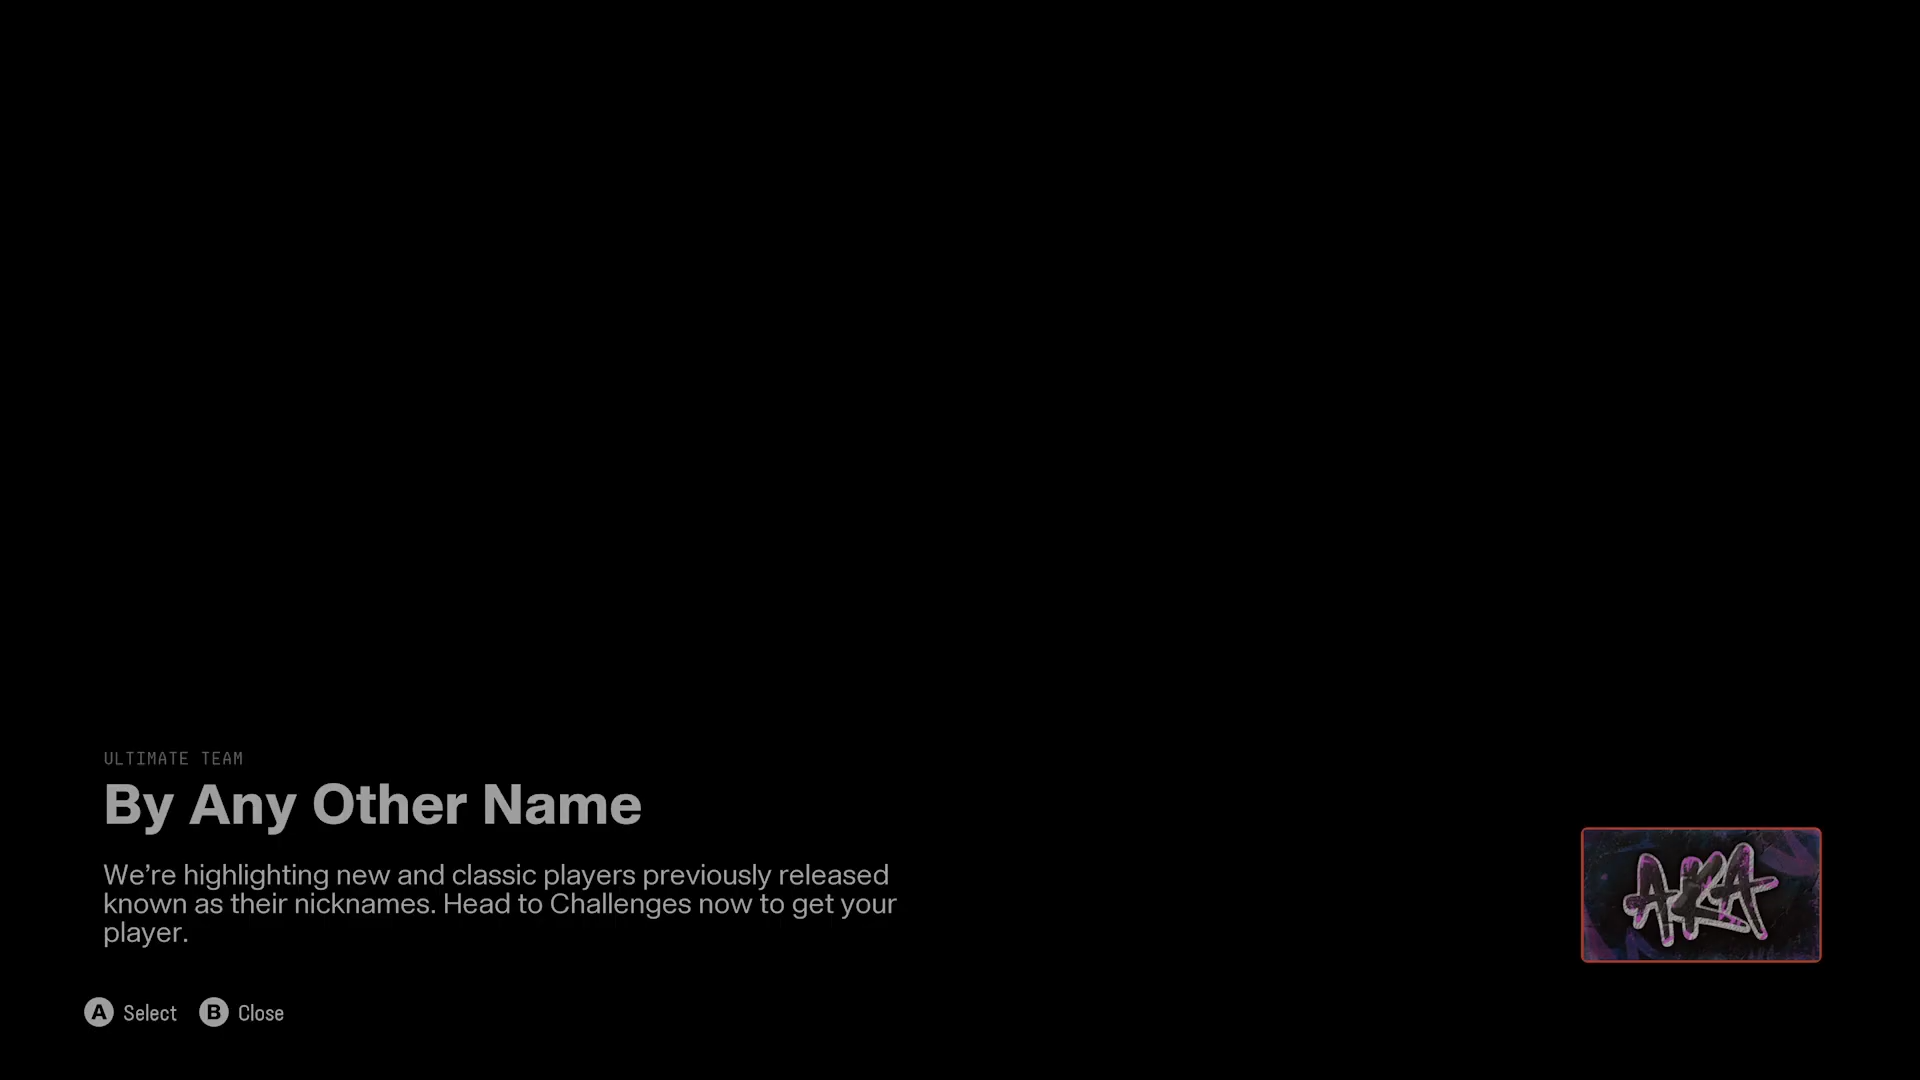 ULTIMATE TEAM
By Any Other Name
We’re highlighting new and classic players previously released
known as their nicknames. Head to Challenges now to get your
player.
AKA
A Select B Close